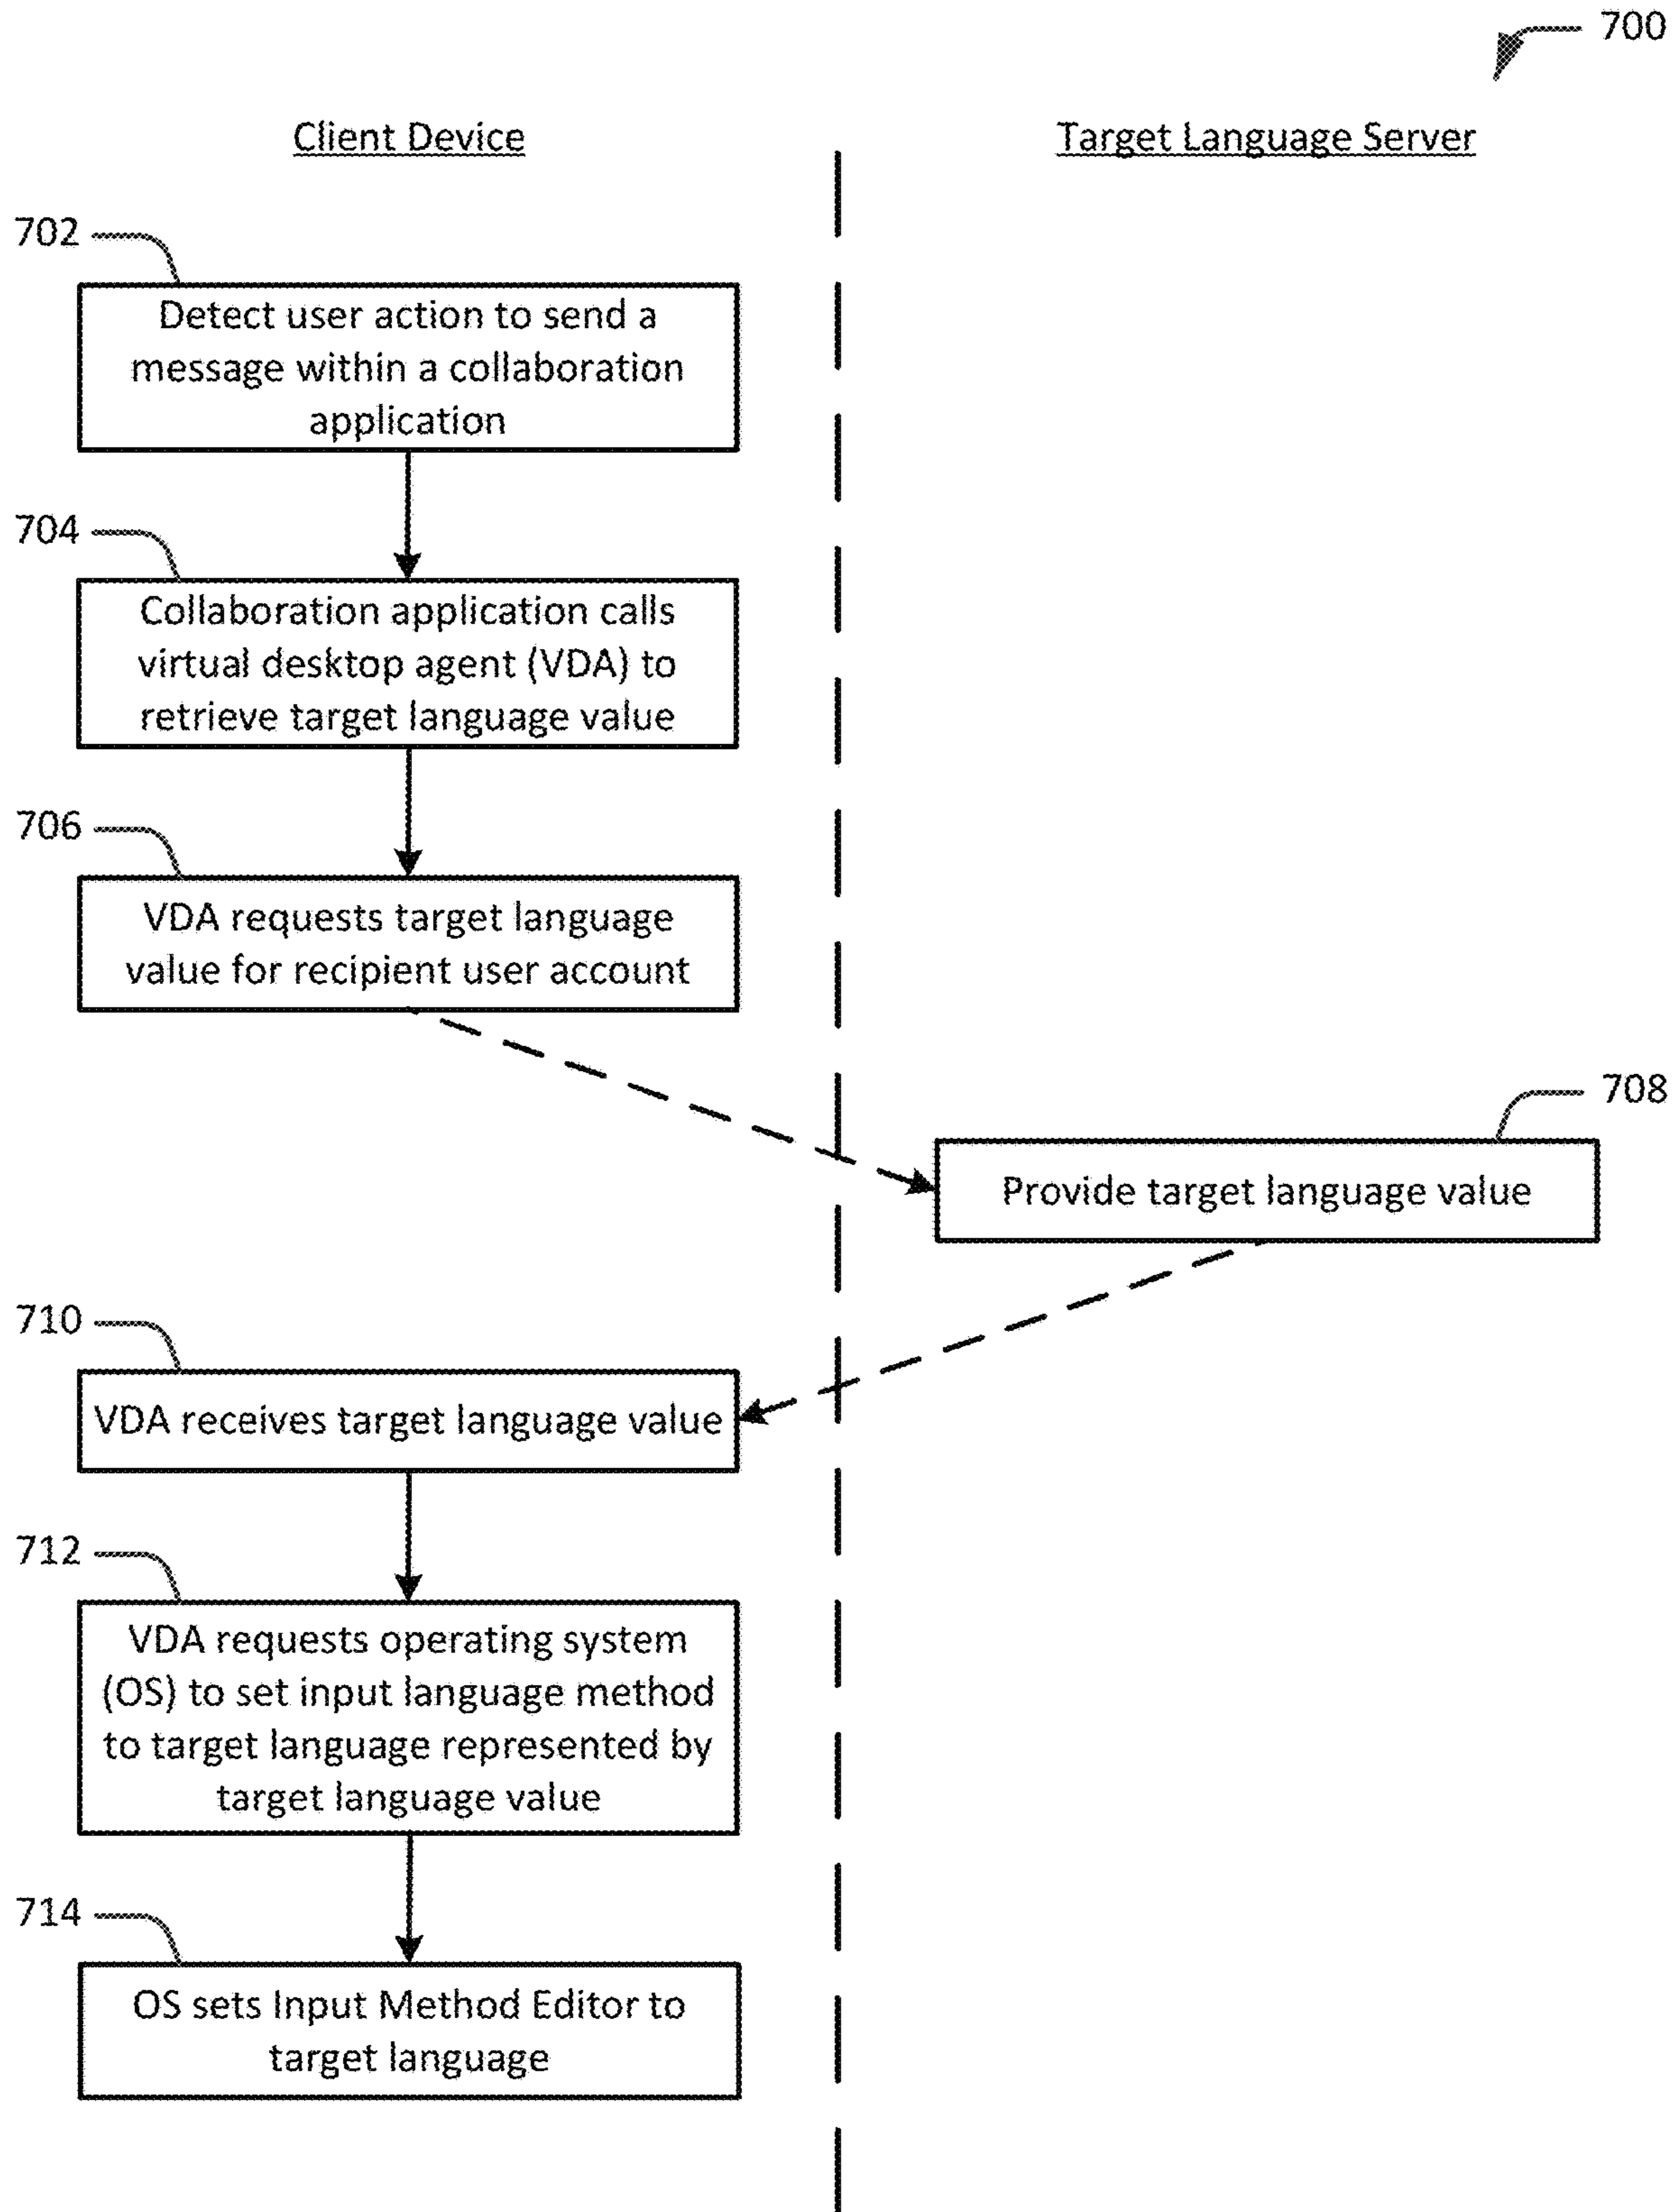 700
Client Device
Target Language Server
702
Detect user action to send a
message within a collaboration
application
704
Collaboration application calls
virtual desktop agent (VDA) to
retrieve target language value
706
VDA requests target language
value for recipient user account
708
Provide target language value
710
VDA receives target language value
712
VDA requests operating system
(OS) to set input language method
to target language represented by
target language value
714
OS sets Input Method Editor to
target language